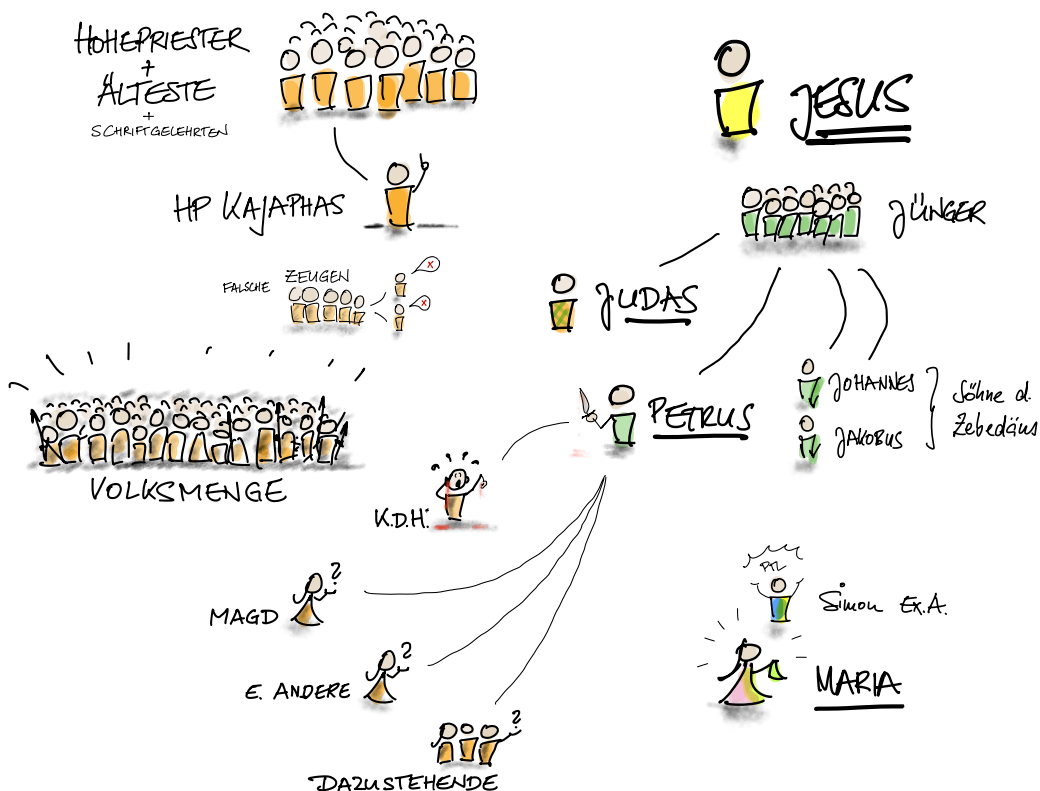 HOHEPRIESTER
+
ÄLTESTE
+
SCHRIFTGELEHRTEN
JESUS
HP KAJAPHAS
JÜNGER
FALSCHE ZEUGEN
x
x
JUDAS
JOHANNES
JAKOBUS
Söhne d.
Zebedäus
PETRUS
VOLKSMENGE
K.D.H.
MAGD
?
E. ANDERE
?
DAZUSTEHENDE
?
Simon Ex.A.
MARIA